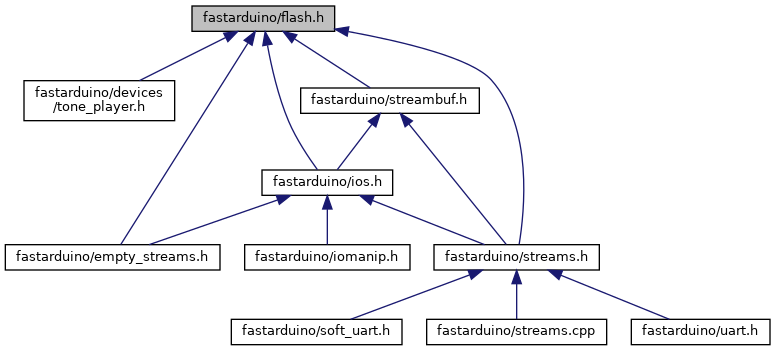 fastarduino/flash.h
fastarduino/devices
/tone_player.h
fastarduino/streambuf.h
fastarduino/ios.h
fastarduino/empty_streams.h
fastarduino/iomanip.h
fastarduino/streams.h
fastarduino/soft_uart.h
fastarduino/streams.cpp
fastarduino/uart.h